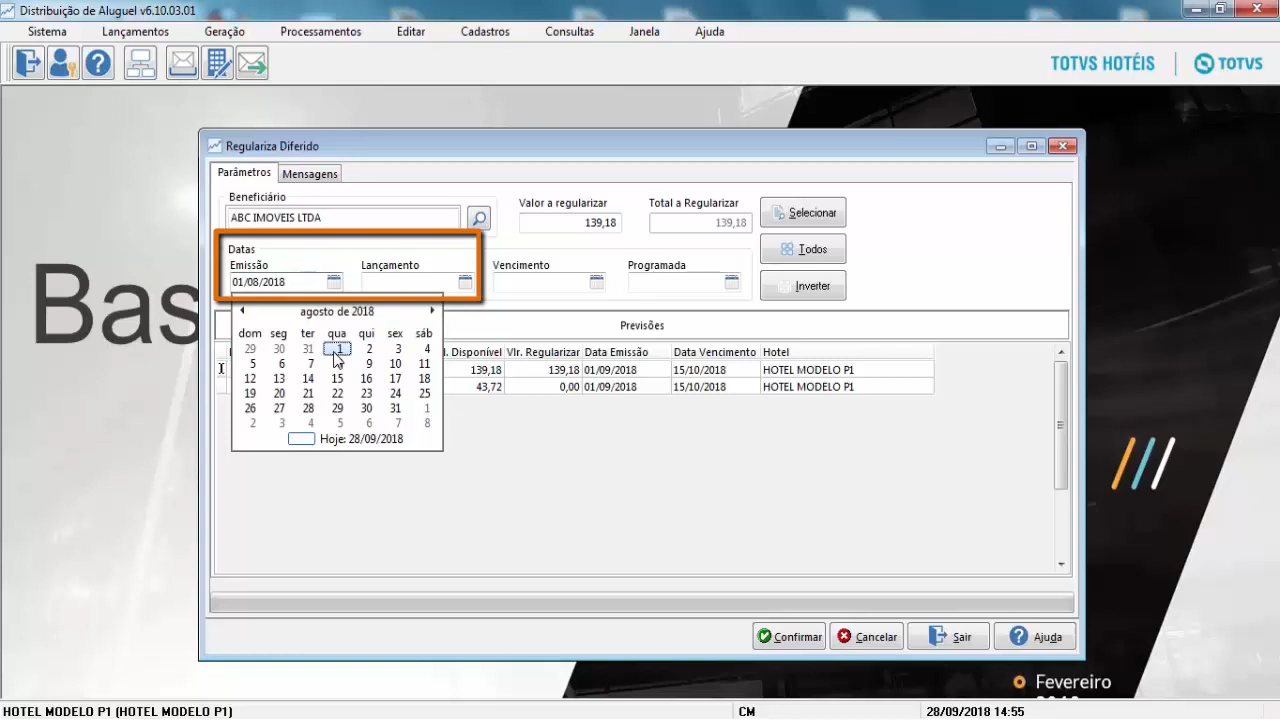 Distribuição de Aluguel v6.10.03.01
Sistema Lançamentos Geração Processamentos Editar Cadastros Consultas Janela Ajuda
TOTVS HOTÉIS TOTVS
Bas
Regulariza Diferido
Parâmetros Mensagens
Beneficiário Valor a regularizar Total a Regularizar
ABC IMOVEIS LTDA 139,18 139,18 Selecionar
Datas Todos
Emissão Lançamento Vencimento Programada
01/08/2018 Inverter
agosto de 2018 Previsões
dom seg ter qua qui sex sáb
Disponível Vlr. Regularizar Data Emissão Data Vencimento Hotel
29 30 31 1 2 3 4
5 6 7 9 10 11
12 13 14 15 16 17 18
19 20 21 22 23 24 25
26 27 28 29 30 31 1
2 3 4 5 6 7 8
Hoje: 28/09/2018
139,18 139,18 01/09/2018 15/10/2018 HOTEL MODELO P1
43,72 0,00 01/09/2018 15/10/2018 HOTEL MODELO P1
Confirmar Cancelar Sair Ajuda
Fevereiro
HOTEL MODELO P1 (HOTEL MODELO P1) CM 28/09/2018 14:55